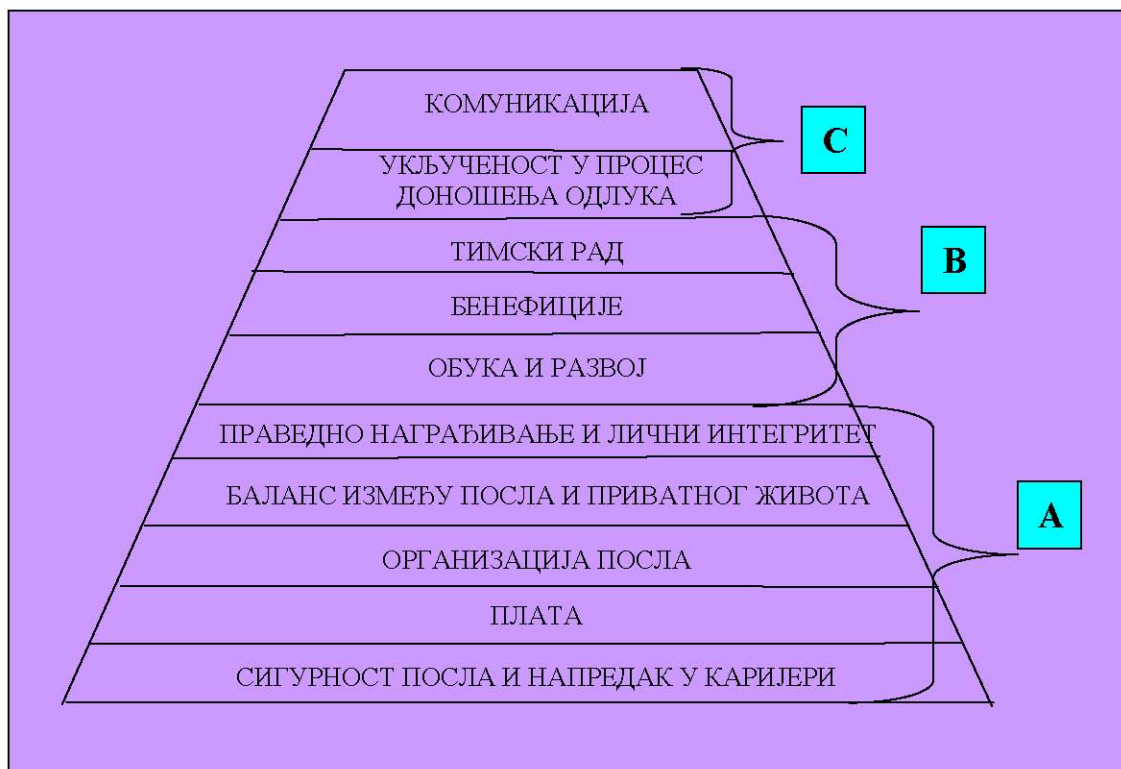 КОМУНИКАЦИЈА
C
УКЉУЧЕНОСТ У ПРОЦЕС
ДОНОШЕЊА ОДЛУКА
ТИМСКИ РАД
B
БЕНЕФИЦИЈЕ
ОБУКА И РАЗВОЈ
ПРАВЕДНО НАГРАЂИВАЊЕ И ЛИЧНИ ИНТЕГРИТЕТ
БАЛАНС ИЗМЕЂУ ПОСЛА И ПРИВАТНОГ ЖИВОТА
A
ОРГАНИЗАЦИЈА ПОСЛА
ПЛАТА
СИГУРНОСТ ПОСЛА И НАПРЕДАК У КАРИЈЕРИ